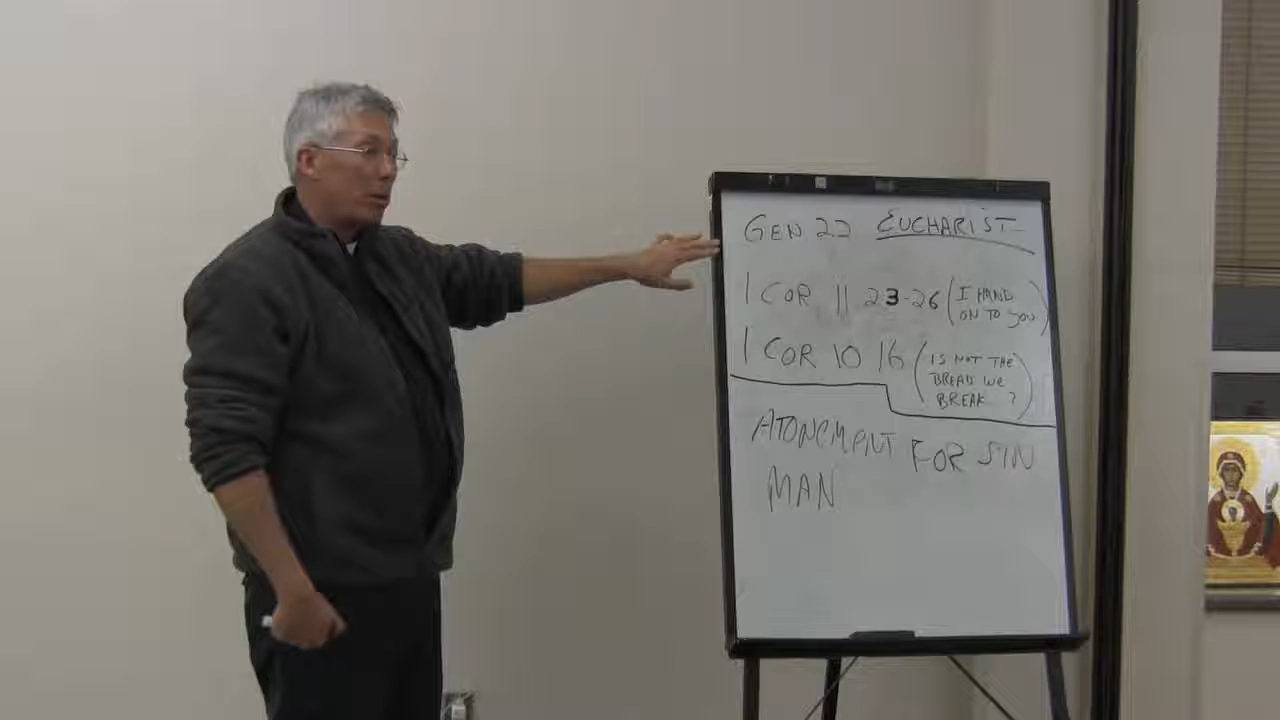 GEN 22 EUCHARIST
1 COR 11 23-26 (I HAND
ON TO YOU)
1 COR 10 16 (IS NOT THE
BREAD WE
BREAK... ?)
ATONEMENT FOR SIN
MAN